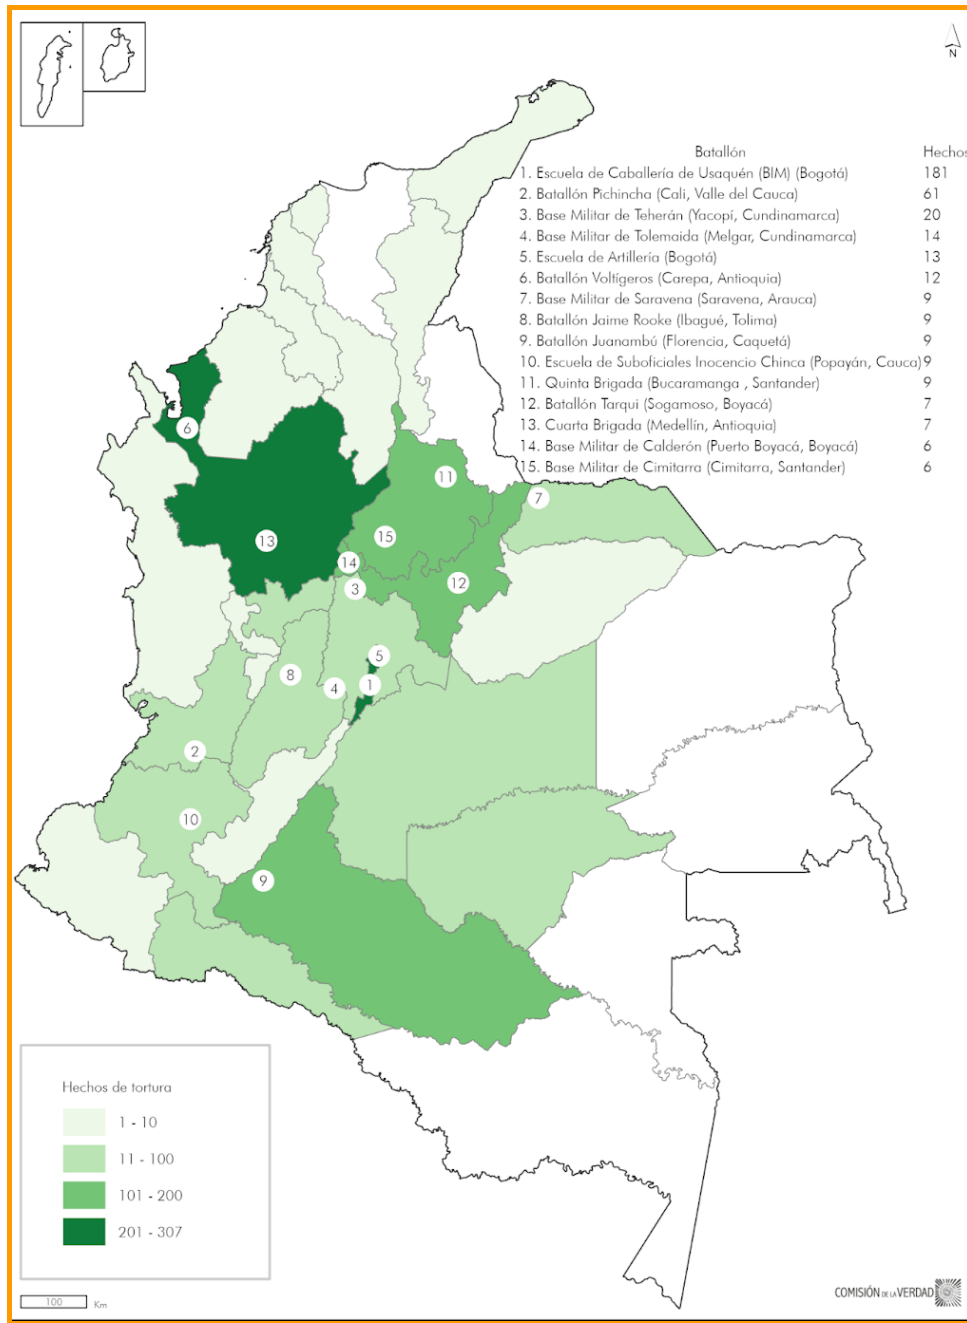 N
Batallón Hechos
1. Escuela de Caballería de Usaquén (BIM) (Bogotá) 181
2. Batallón Pichincha (Cali, Valle del Cauca) 61
3. Base Militar de Teherán (Yacopí, Cundinamarca) 20
4. Base Militar de Tolemaida (Melgar, Cundinamarca) 14
5. Escuela de Artillería (Bogotá) 13
6. Batallón Voltígeros (Carepa, Antioquia) 12
7. Base Militar de Saravena (Saravena, Arauca) 9
8. Batallón Jaime Rooke (Ibagué, Tolima) 9
9. Batallón Juanambú (Florencia, Caquetá) 9
10. Escuela de Suboficiales Inocencio Chinca (Popayán, Cauca) 9
11. Quinta Brigada (Bucaramanga , Santander) 9
12. Batallón Tarqui (Sogamoso, Boyacá) 7
13. Cuarta Brigada (Medellín, Antioquia) 7
14. Base Militar de Calderón (Puerto Boyacá, Boyacá) 6
15. Base Militar de Cimitarra (Cimitarra, Santander) 6
6
11
7
13
15
14
12
3
5
8
4
1
2
10
9
Hechos de tortura
1 - 10
11 - 100
101 - 200
201 - 307
100 Km
COMISIÓN DE LA VERDAD